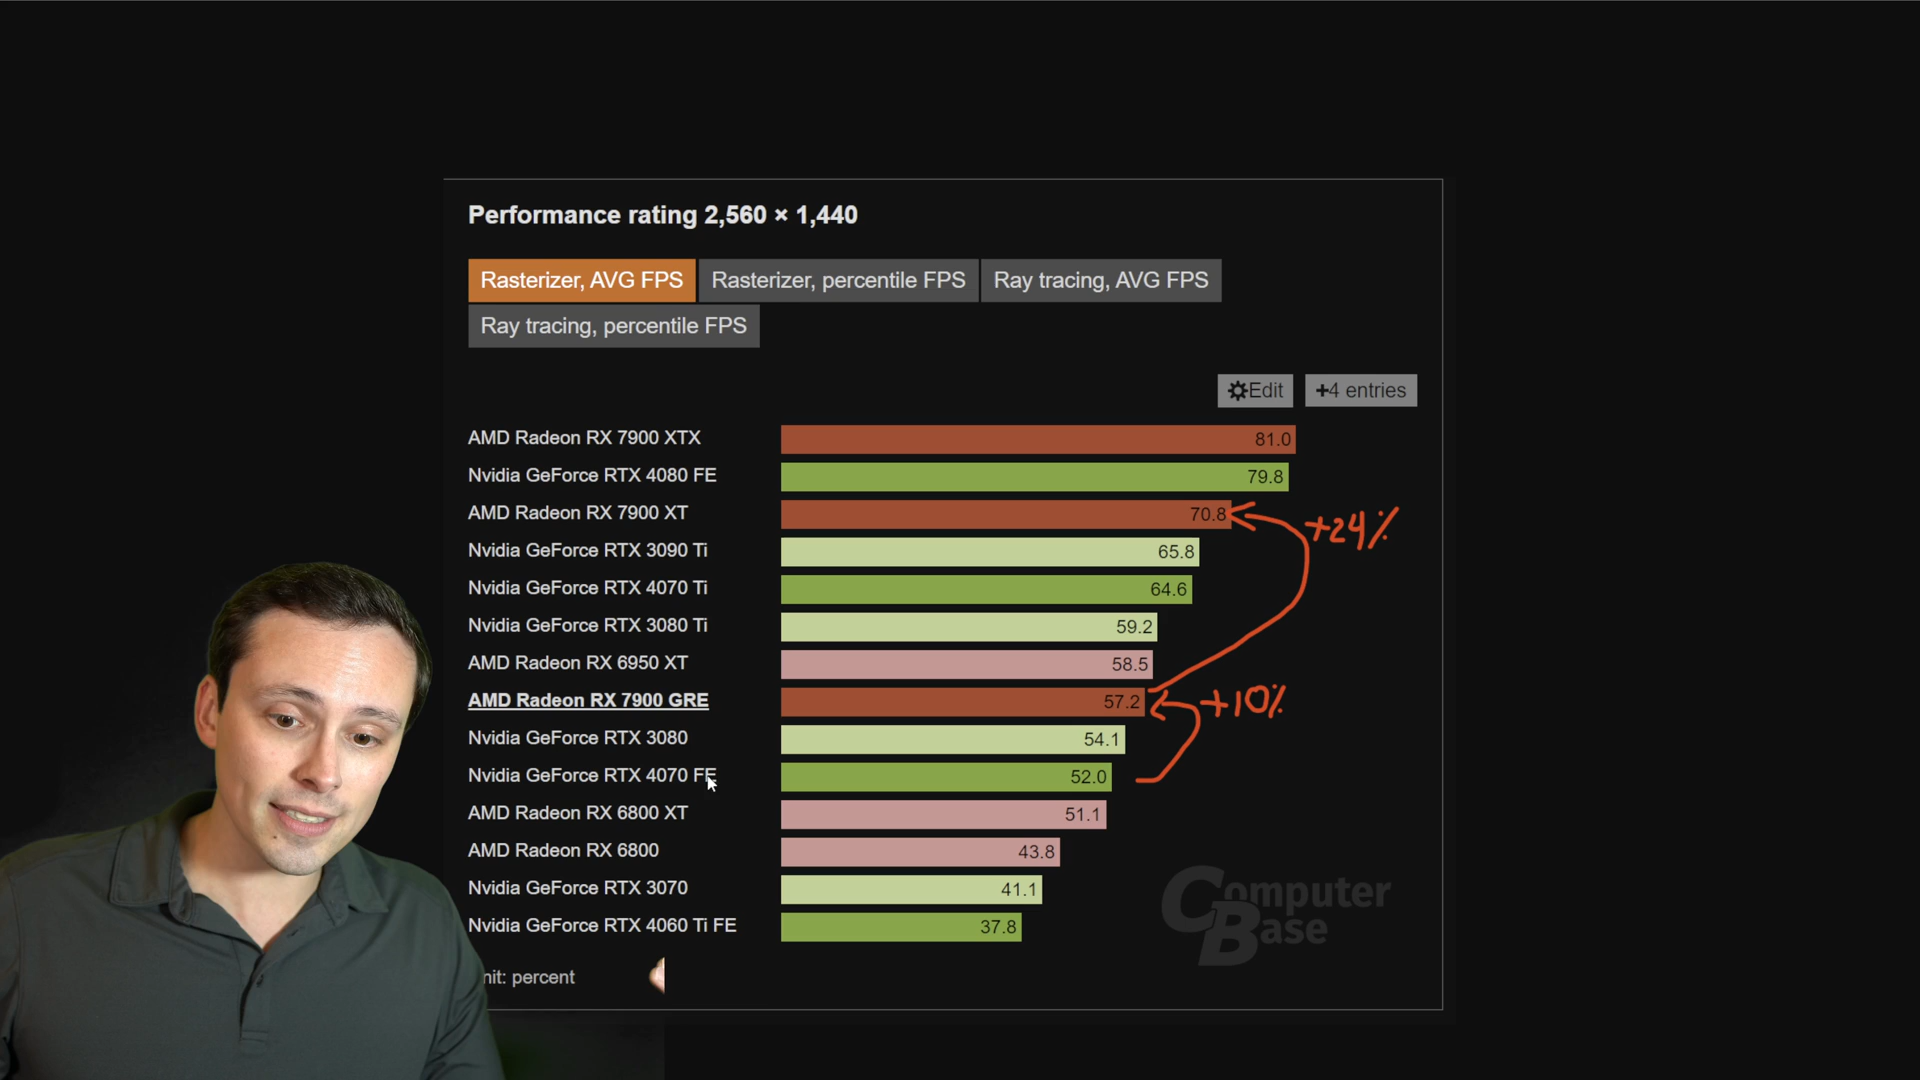 Performance rating 2,560 × 1,440
Rasterizer, AVG FPS
Rasterizer, percentile FPS
Ray tracing, AVG FPS
Ray tracing, percentile FPS
Edit
+4 entries
AMD Radeon RX 7900 XTX 81.0
Nvidia GeForce RTX 4080 FE 79.8
AMD Radeon RX 7900 XT 70.8
+24%
Nvidia GeForce RTX 3090 Ti 65.8
Nvidia GeForce RTX 4070 Ti 64.6
Nvidia GeForce RTX 3080 Ti 59.2
AMD Radeon RX 6950 XT 58.5
AMD Radeon RX 7900 GRE 57.2
+10%
Nvidia GeForce RTX 3080 54.1
Nvidia GeForce RTX 4070 FE 52.0
AMD Radeon RX 6800 XT 51.1
AMD Radeon RX 6800 43.8
Nvidia GeForce RTX 3070 41.1
Nvidia GeForce RTX 4060 Ti FE 37.8
Computer
Base
nit: percent